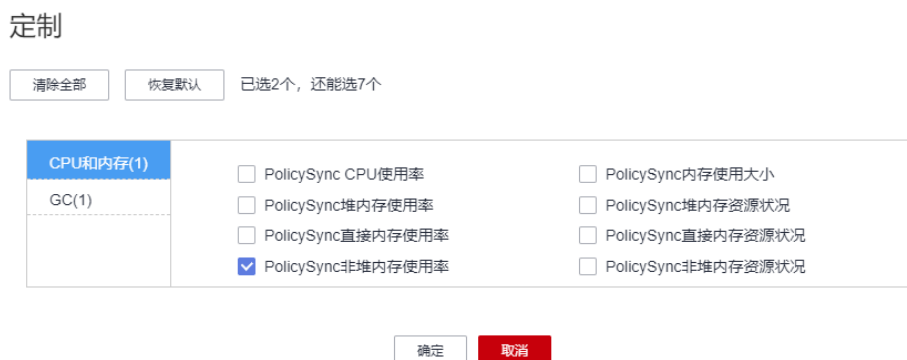 定制
清除全部 恢复默认 已选2个，还能选7个
CPU和内存(1)
GC(1)
PolicySync CPU使用率 PolicySync内存使用大小
PolicySync堆内存使用率 PolicySync堆内存资源状况
PolicySync直接内存使用率 PolicySync直接内存资源状况
PolicySync非堆内存使用率 PolicySync非堆内存资源状况
确定 取消